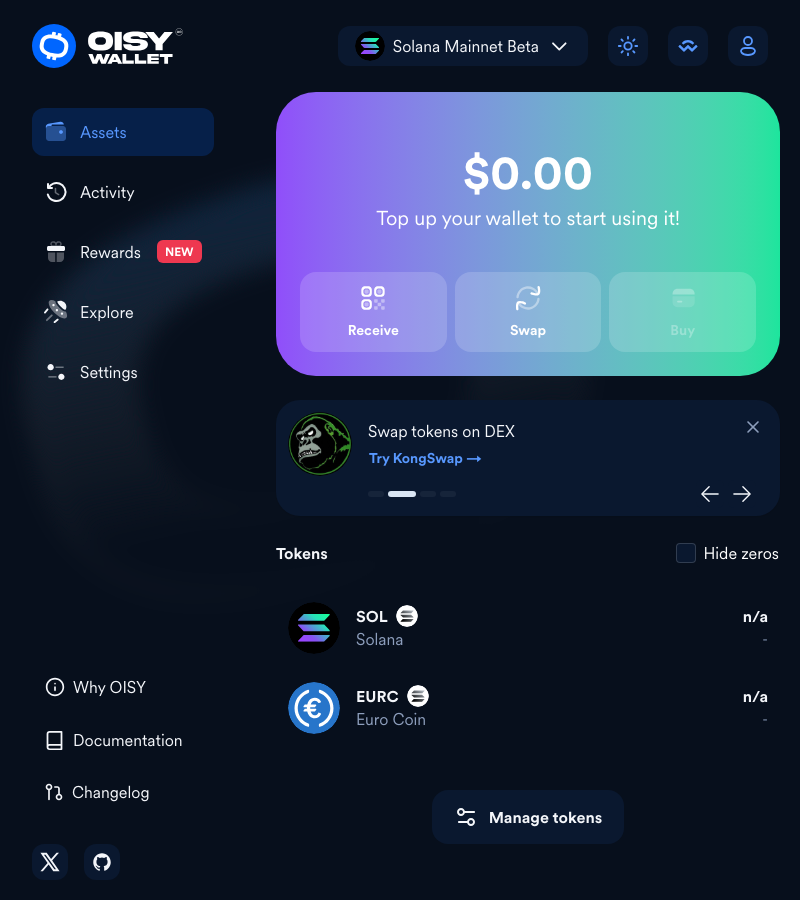 OISY
WALLET
Solana Mainnet Beta
Assets
Activity
Rewards NEW
Explore
Settings
$0.00
Top up your wallet to start using it!
Receive
Swap
Buy
Swap tokens on DEX
Try KongSwap →
Tokens
Hide zeros
SOL
n/a
Solana
-
EURC
n/a
Euro Coin
-
Manage tokens
Why OISY
Documentation
Changelog